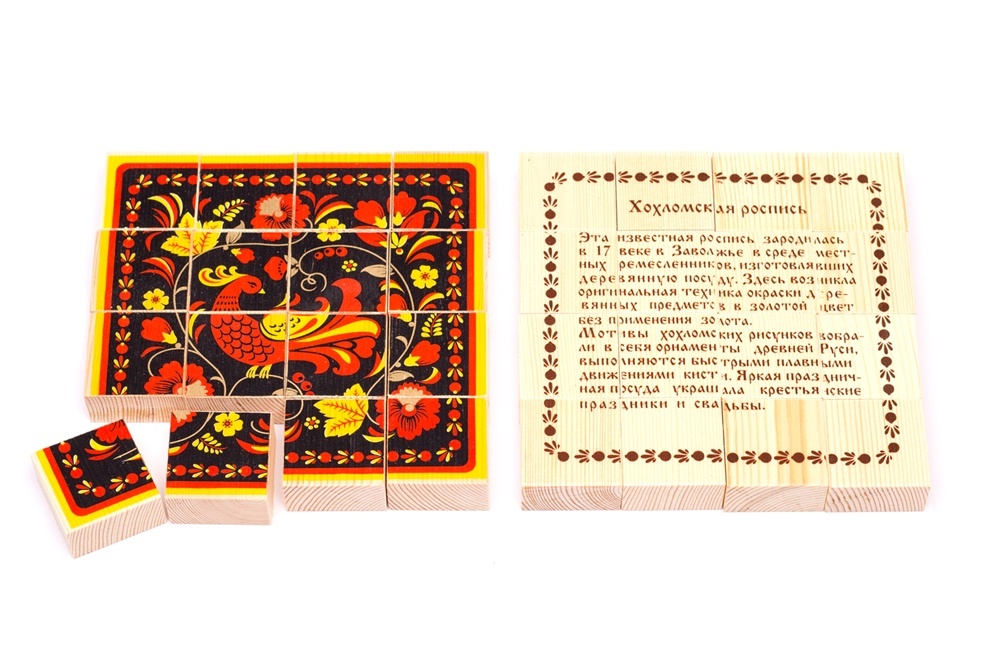 Хохломская роспись
Эта известная роспись зародилась
в 17 веке в Заволжье в среде мест-
ных ремесленников, изготовлявших
деревянную посуду. Здесь возникла
оригинальная техника окраски дере-
вянных предметов в золотой цвет
без применения золота.
Мотивы хохломских рисунков вобра-
ли в себя орнаменты древней Руси,
выполняются быстрыми плавными
движениями кисти. Яркая празднич-
ная посуда украшала крестьянские
праздники и свадьбы.